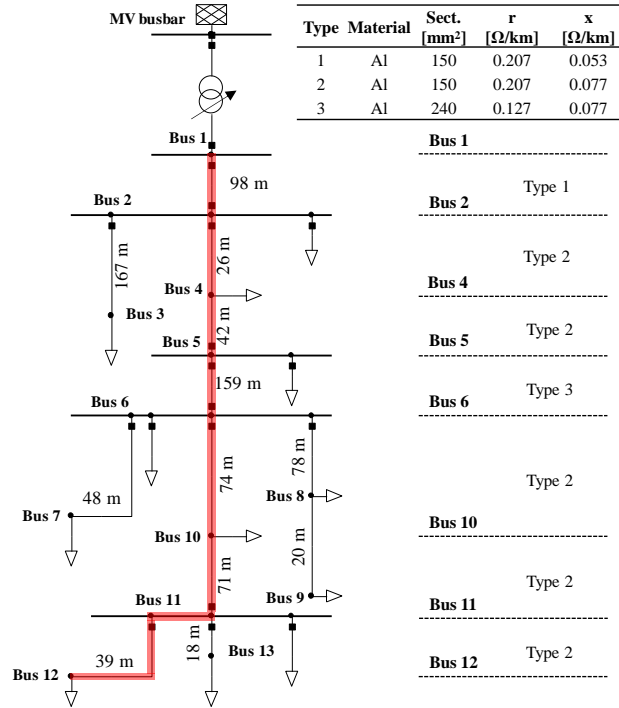 MV busbar
Type Material Sect. [mm²] r [Ω/km] x [Ω/km]
1 Al 150 0.207 0.053
2 Al 150 0.207 0.077
3 Al 240 0.127 0.077
Bus 1
Bus 1
98 m
Type 1
Bus 2
Bus 2
167 m
26 m
Type 2
Bus 4
Bus 4
Bus 3
42 m
Type 2
Bus 5
Bus 5
159 m
Type 3
Bus 6
Bus 6
74 m
78 m
Type 2
48 m
Bus 7
Bus 8
Bus 10
Bus 10
20 m
71 m
Type 2
Bus 9
Bus 11
Bus 11
18 m
Bus 13
39 m
Type 2
Bus 12
Bus 12